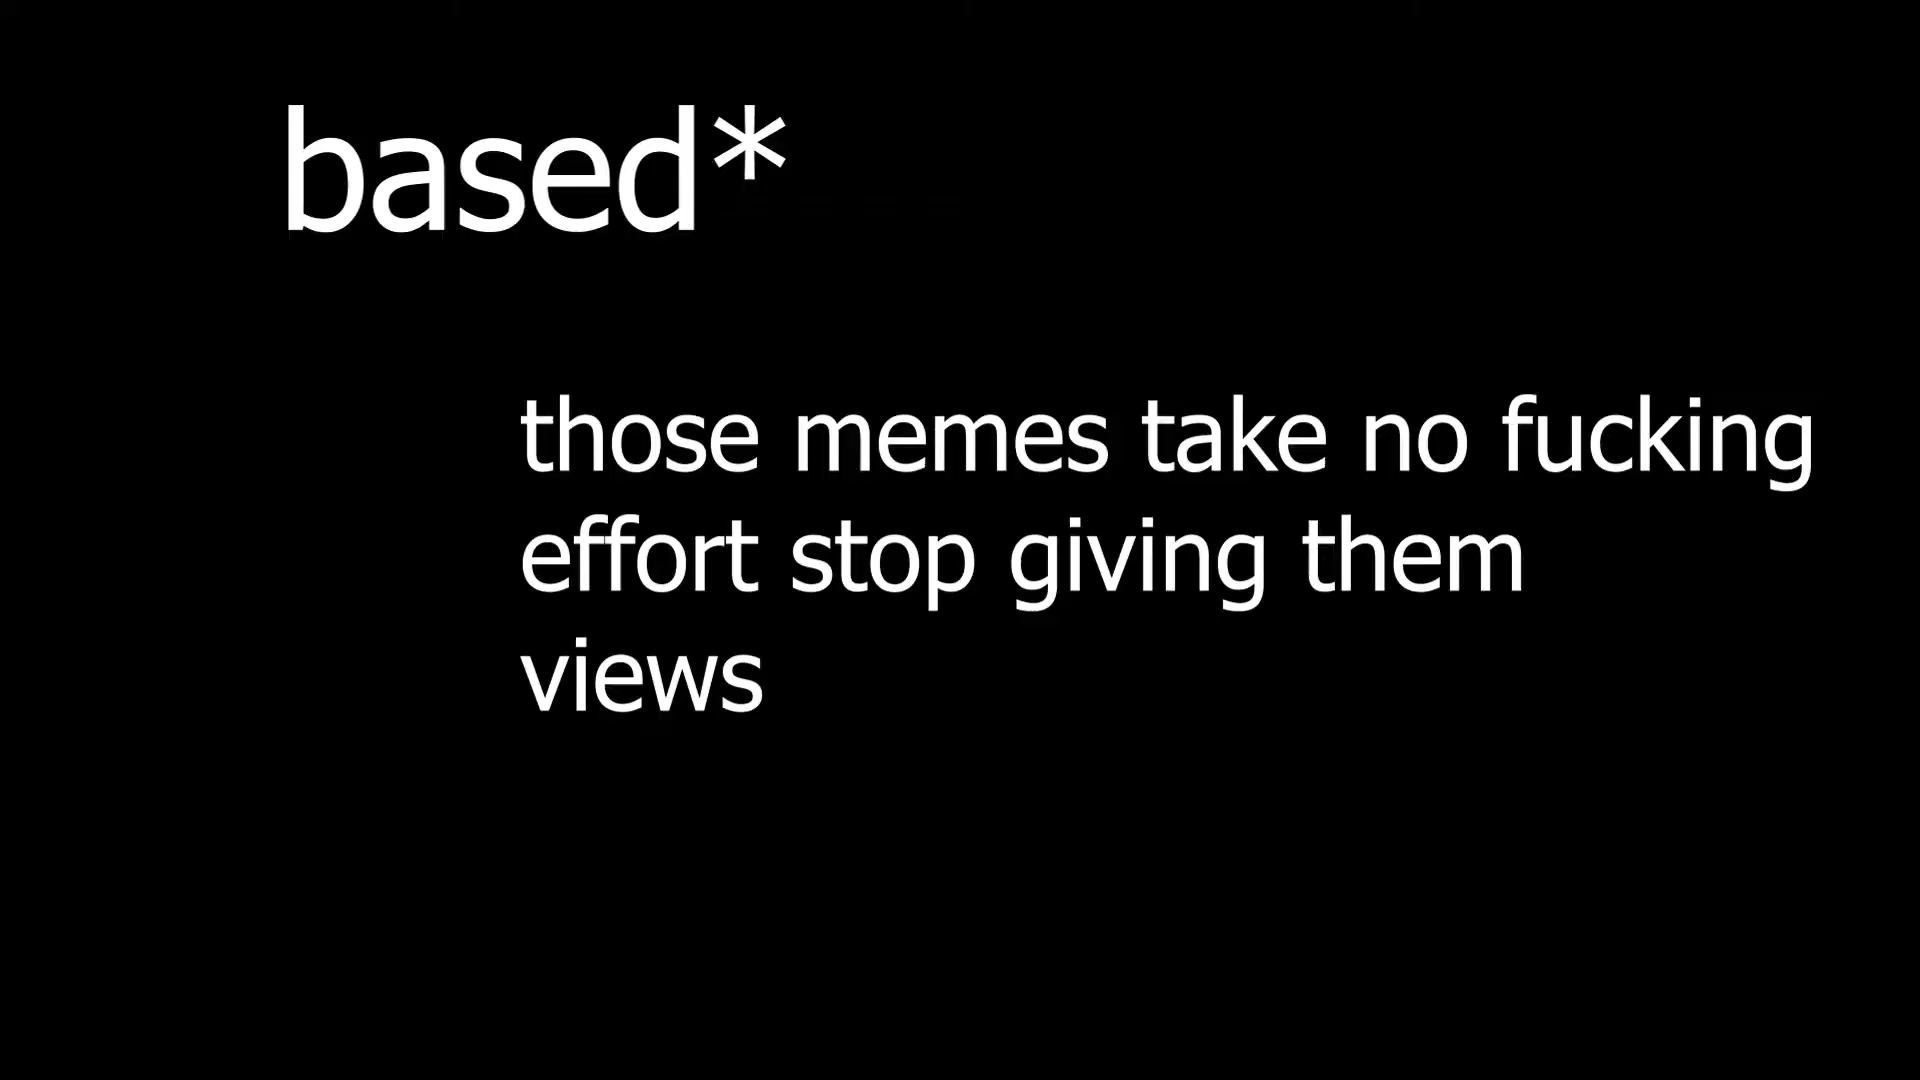 based*
those memes take no fucking
effort stop giving them
views